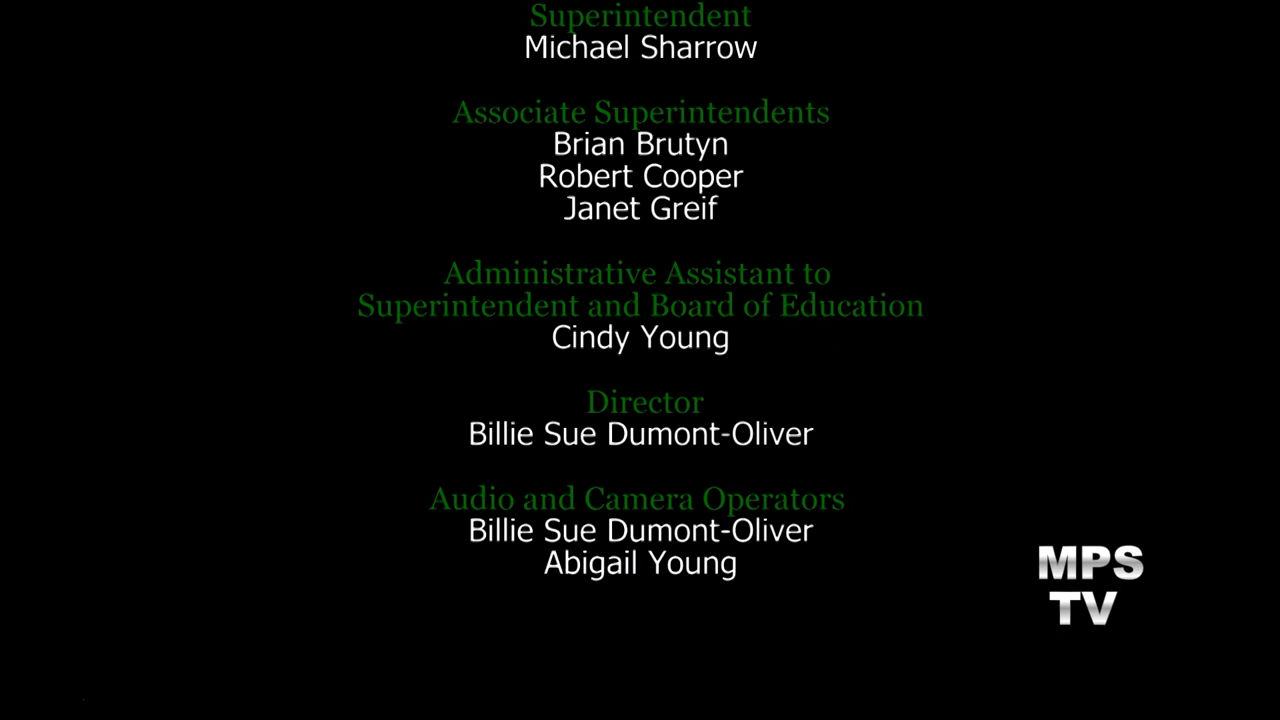 Superintendent
Michael Sharrow
Associate Superintendents
Brian Brutyn
Robert Cooper
Janet Greif
Administrative Assistant to
Superintendent and Board of Education
Cindy Young
Director
Billie Sue Dumont-Oliver
Audio and Camera Operators
Billie Sue Dumont-Oliver
Abigail Young
MPS
TV